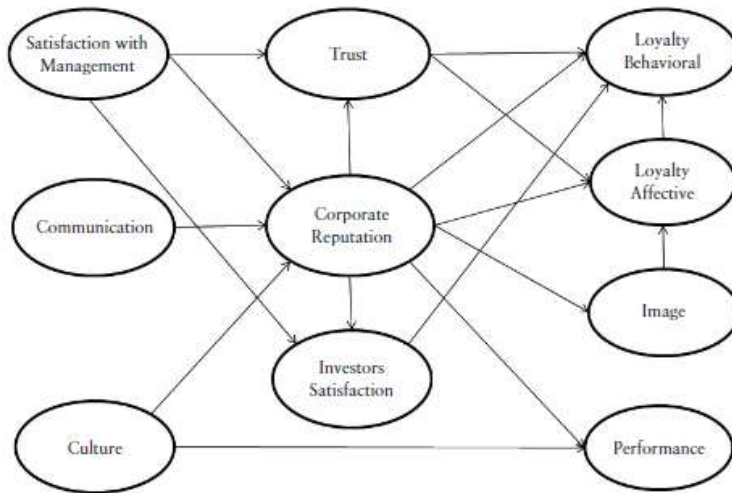 Satisfaction with
Management
Trust
Loyalty
Behavioral
Communication
Corporate
Reputation
Loyalty
Affective
Investors
Satisfaction
Image
Culture
Performance